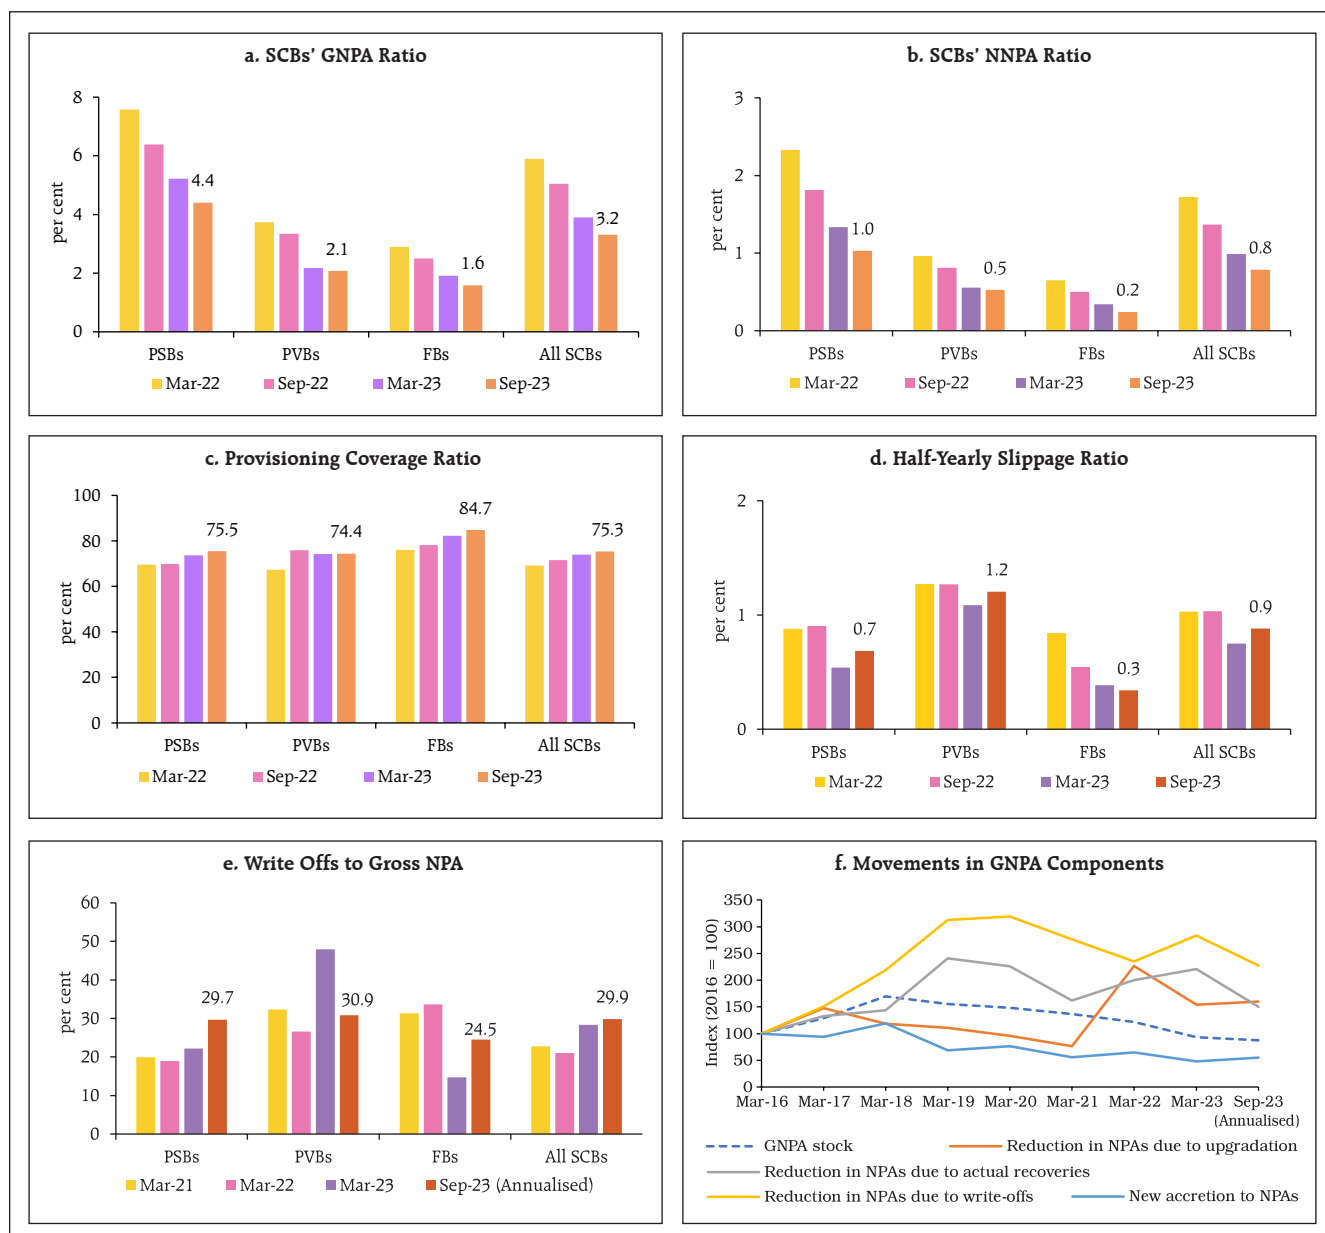 a. SCBs' GNPA Ratio
per cent
8
6
4
2
0
4.4
2.1
1.6
3.2
PSBs PVBs FBs All SCBs
Mar-22 Sep-22 Mar-23 Sep-23
b. SCBs' NNPA Ratio
per cent
3
2
1
0
1.0
0.5
0.2
0.8
PSBs PVBs FBs All SCBs
Mar-22 Sep-22 Mar-23 Sep-23
c. Provisioning Coverage Ratio
per cent
100
80
60
40
20
0
75.5
74.4
84.7
75.3
PSBs PVBs FBs All SCBs
Mar-22 Sep-22 Mar-23 Sep-23
d. Half-Yearly Slippage Ratio
per cent
2
1
0
0.7
1.2
0.3
0.9
PSBs PVBs FBs All SCBs
Mar-22 Sep-22 Mar-23 Sep-23
e. Write Offs to Gross NPA
per cent
60
50
40
30
20
10
0
29.7
30.9
24.5
29.9
PSBs PVBs FBs All SCBs
Mar-21 Mar-22 Mar-23 Sep-23 (Annualised)
f. Movements in GNPA Components
Index (2016 = 100)
350
300
250
200
150
100
50
0
Mar-16 Mar-17 Mar-18 Mar-19 Mar-20 Mar-21 Mar-22 Mar-23 Sep-23
(Annualised)
GNPA stock Reduction in NPAs due to upgradation
Reduction in NPAs due to actual recoveries
Reduction in NPAs due to write-offs New accretion to NPAs